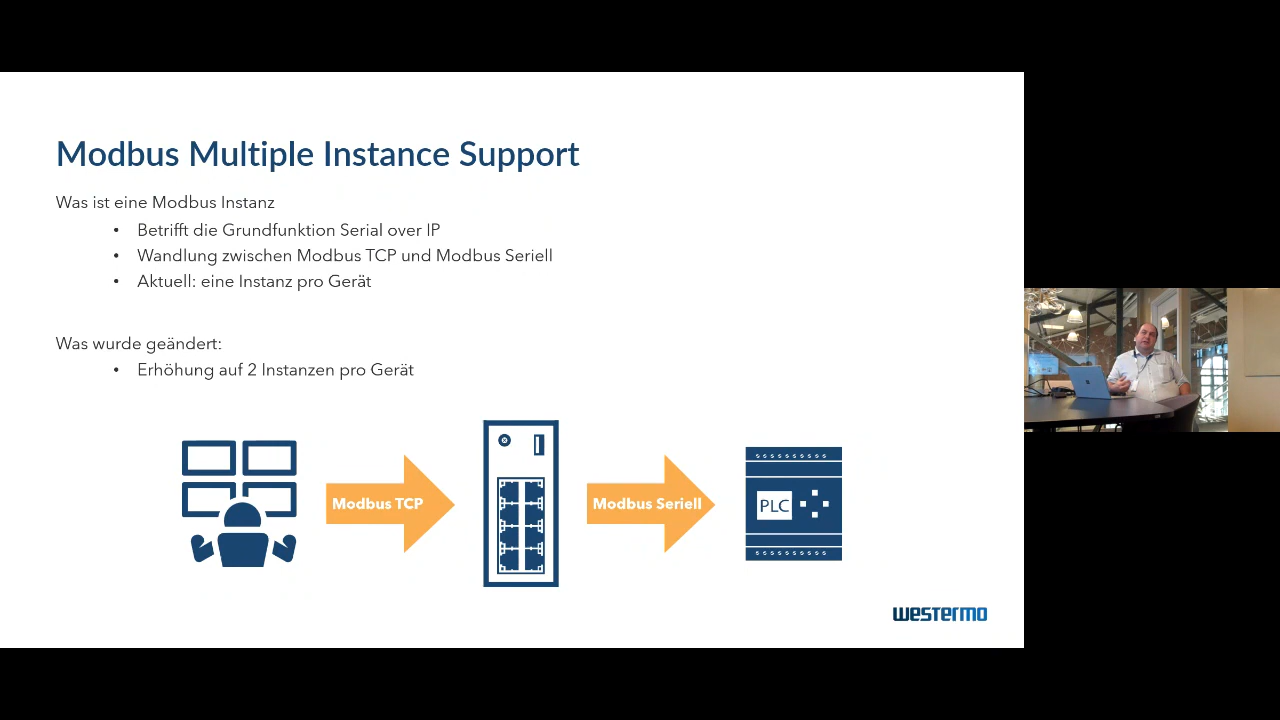 Modbus Multiple Instance Support
Was ist eine Modbus Instanz
• Betrifft die Grundfunktion Serial over IP
• Wandlung zwischen Modbus TCP und Modbus Seriell
• Aktuell: eine Instanz pro Gerät
Was wurde geändert:
• Erhöhung auf 2 Instanzen pro Gerät
Modbus TCP
Modbus Seriell
PLC
westermo